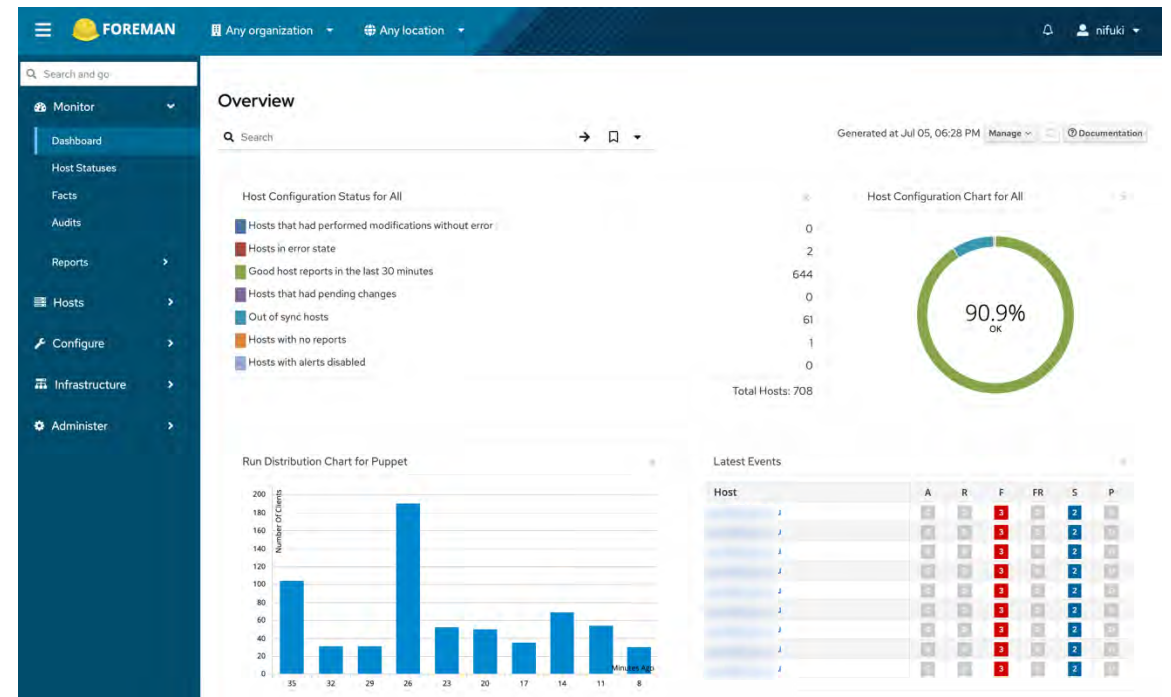 FOREMAN Any organization Any location nifuki
Search and go
Monitor
Dashboard
Host Statuses
Facts
Audits
Reports
Hosts
Configure
Infrastructure
Administer
Overview
Search
Generated at Jul 05, 06:28 PM Manage Documentation
Host Configuration Status for All
Hosts that had performed modifications without error 0
Hosts in error state 2
Good host reports in the last 30 minutes 644
Hosts that had pending changes 0
Out of sync hosts 61
Hosts with no reports 1
Hosts with alerts disabled 0
Total Hosts: 708
Host Configuration Chart for All
90.9%
OK
Run Distribution Chart for Puppet
Number Of Clients
200
180
160
140
120
100
80
60
40
20
0
Minutes Ago
35 32 29 26 23 20 17 14 11 8
Latest Events
Host A R F FR S P
3 2
3 2
3 2
3 2
3 2
3 2
3 2
3 2
3 2